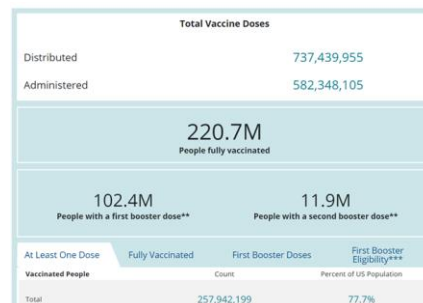 Total Vaccine Doses
Distributed 737,439,955
Administered 582,348,105
220.7M
People fully vaccinated
102.4M 11.9M
People with a first booster dose** People with a second booster dose**
At Least One Dose Fully Vaccinated First Booster Doses First Booster
Eligibility***
Vaccinated People Count Percent of US Population
Total 257,942,199 77.7%